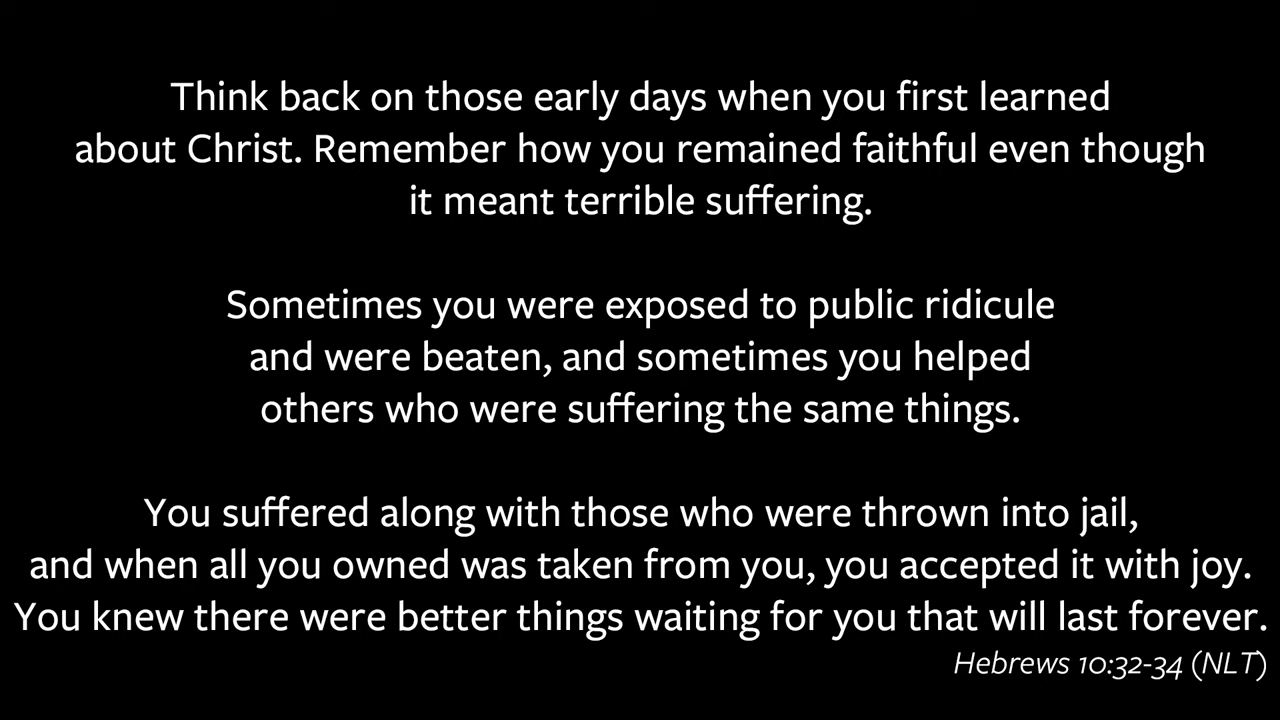 Think back on those early days when you first learned
about Christ. Remember how you remained faithful even though
it meant terrible suffering.
Sometimes you were exposed to public ridicule
and were beaten, and sometimes you helped
others who were suffering the same things.
You suffered along with those who were thrown into jail,
and when all you owned was taken from you, you accepted it with joy.
You knew there were better things waiting for you that will last forever.
Hebrews 10:32-34 (NLT)